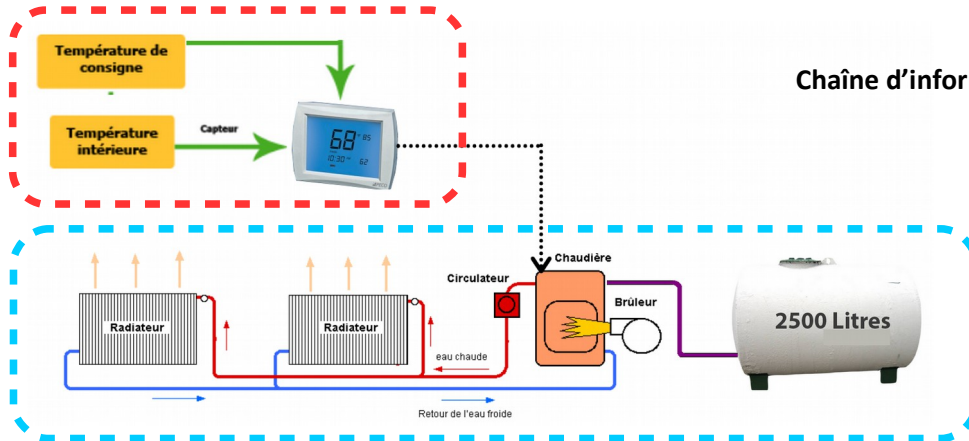 Température de
consigne
Chaîne d’infor
Température
intérieure
Capteur
68
85
10:30
62
Chaudière
Circulateur
Brûleur
Radiateur
Radiateur
2500 Litres
eau chaude
Retour de l'eau froide